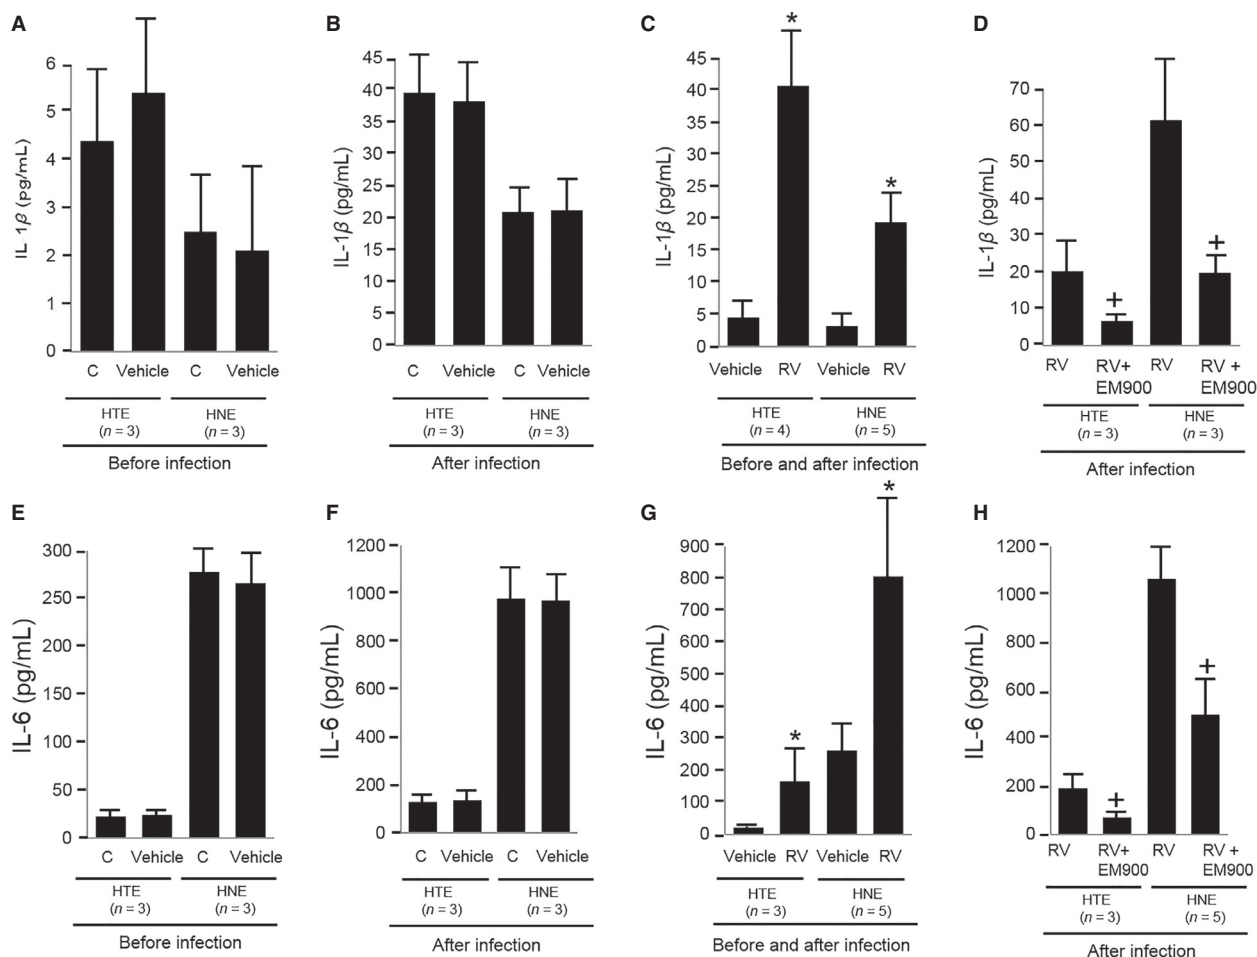 A
IL-1β (pg/mL)
6
5
4
3
2
1
0
C Vehicle C Vehicle
HTE HNE
(n = 3) (n = 3)
Before infection
B
IL-1β (pg/mL)
45
40
35
30
25
20
15
10
5
0
C Vehicle C Vehicle
HTE HNE
(n = 3) (n = 3)
After infection
C
IL-1β (pg/mL)
45
40
35
30
25
20
15
10
5
0
*
*
Vehicle RV Vehicle RV
HTE HNE
(n = 4) (n = 5)
Before and after infection
D
IL-1β (pg/mL)
70
60
50
40
30
20
10
0
+
+
RV RV+ RV RV +
EM900 EM900
HTE HNE
(n = 3) (n = 3)
After infection
E
IL-6 (pg/mL)
300
250
200
150
100
50
0
C Vehicle C Vehicle
HTE HNE
(n = 3) (n = 3)
Before infection
F
IL-6 (pg/mL)
1200
1000
800
600
400
200
0
C Vehicle C Vehicle
HTE HNE
(n = 3) (n = 3)
After infection
G
IL-6 (pg/mL)
900
800
700
600
500
400
300
200
100
0
*
*
Vehicle RV Vehicle RV
HTE HNE
(n = 3) (n = 5)
Before and after infection
H
IL-6 (pg/mL)
1200
1000
800
600
400
200
0
+
+
RV RV+ RV RV +
EM900 EM900
HTE HNE
(n = 3) (n = 5)
After infection